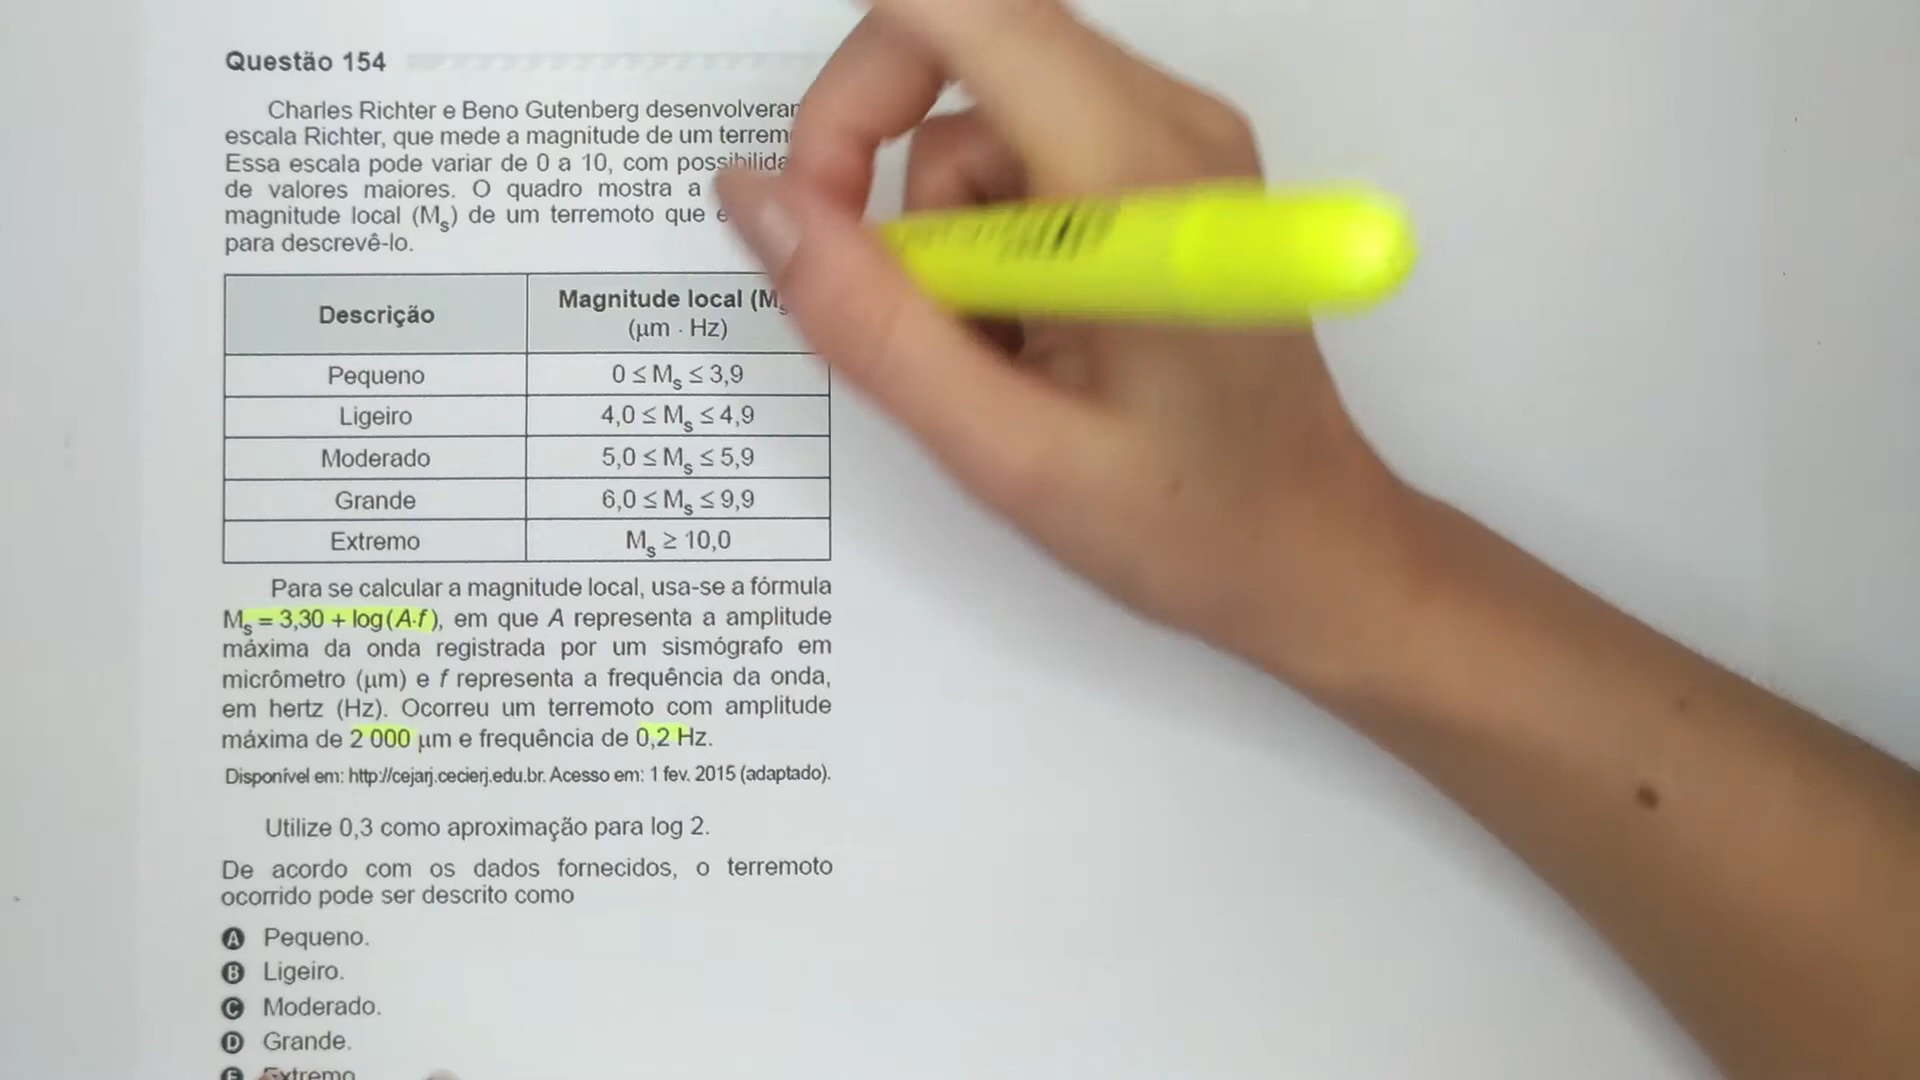 Questão 154
Charles Richter e Beno Gutenberg
escala Richter, que mede a magnitude de um
Essa escala pode variar de 0 a 10, com
de valores maiores. O quadro mostra a
magnitude local (Ms) de um terremoto que
para descrevê-lo.
Descrição
Magnitude local
(µm · Hz)
Pequeno
0 ≤ Ms ≤ 3,9
Ligeiro
4,0 ≤ Ms ≤ 4,9
Moderado
5,0 ≤ Ms ≤ 5,9
Grande
6,0 ≤ Ms ≤ 9,9
Extremo
Ms ≥ 10,0
Para se calcular a magnitude local, usa-se a fórmula
Ms = 3,30 + log(A·f), em que A representa a amplitude
máxima da onda registrada por um sismógrafo em
micrômetro (µm) e f representa a frequência da onda,
em hertz (Hz). Ocorreu um terremoto com amplitude
máxima de 2 000 µm e frequência de 0,2 Hz.
Disponível em: http://cejarj.cecierj.edu.br. Acesso em: 1 fev. 2015 (adaptado).
Utilize 0,3 como aproximação para log 2.
De acordo com os dados fornecidos, o terremoto
ocorrido pode ser descrito como
A Pequeno.
B Ligeiro.
C Moderado.
D Grande.
E Extremo